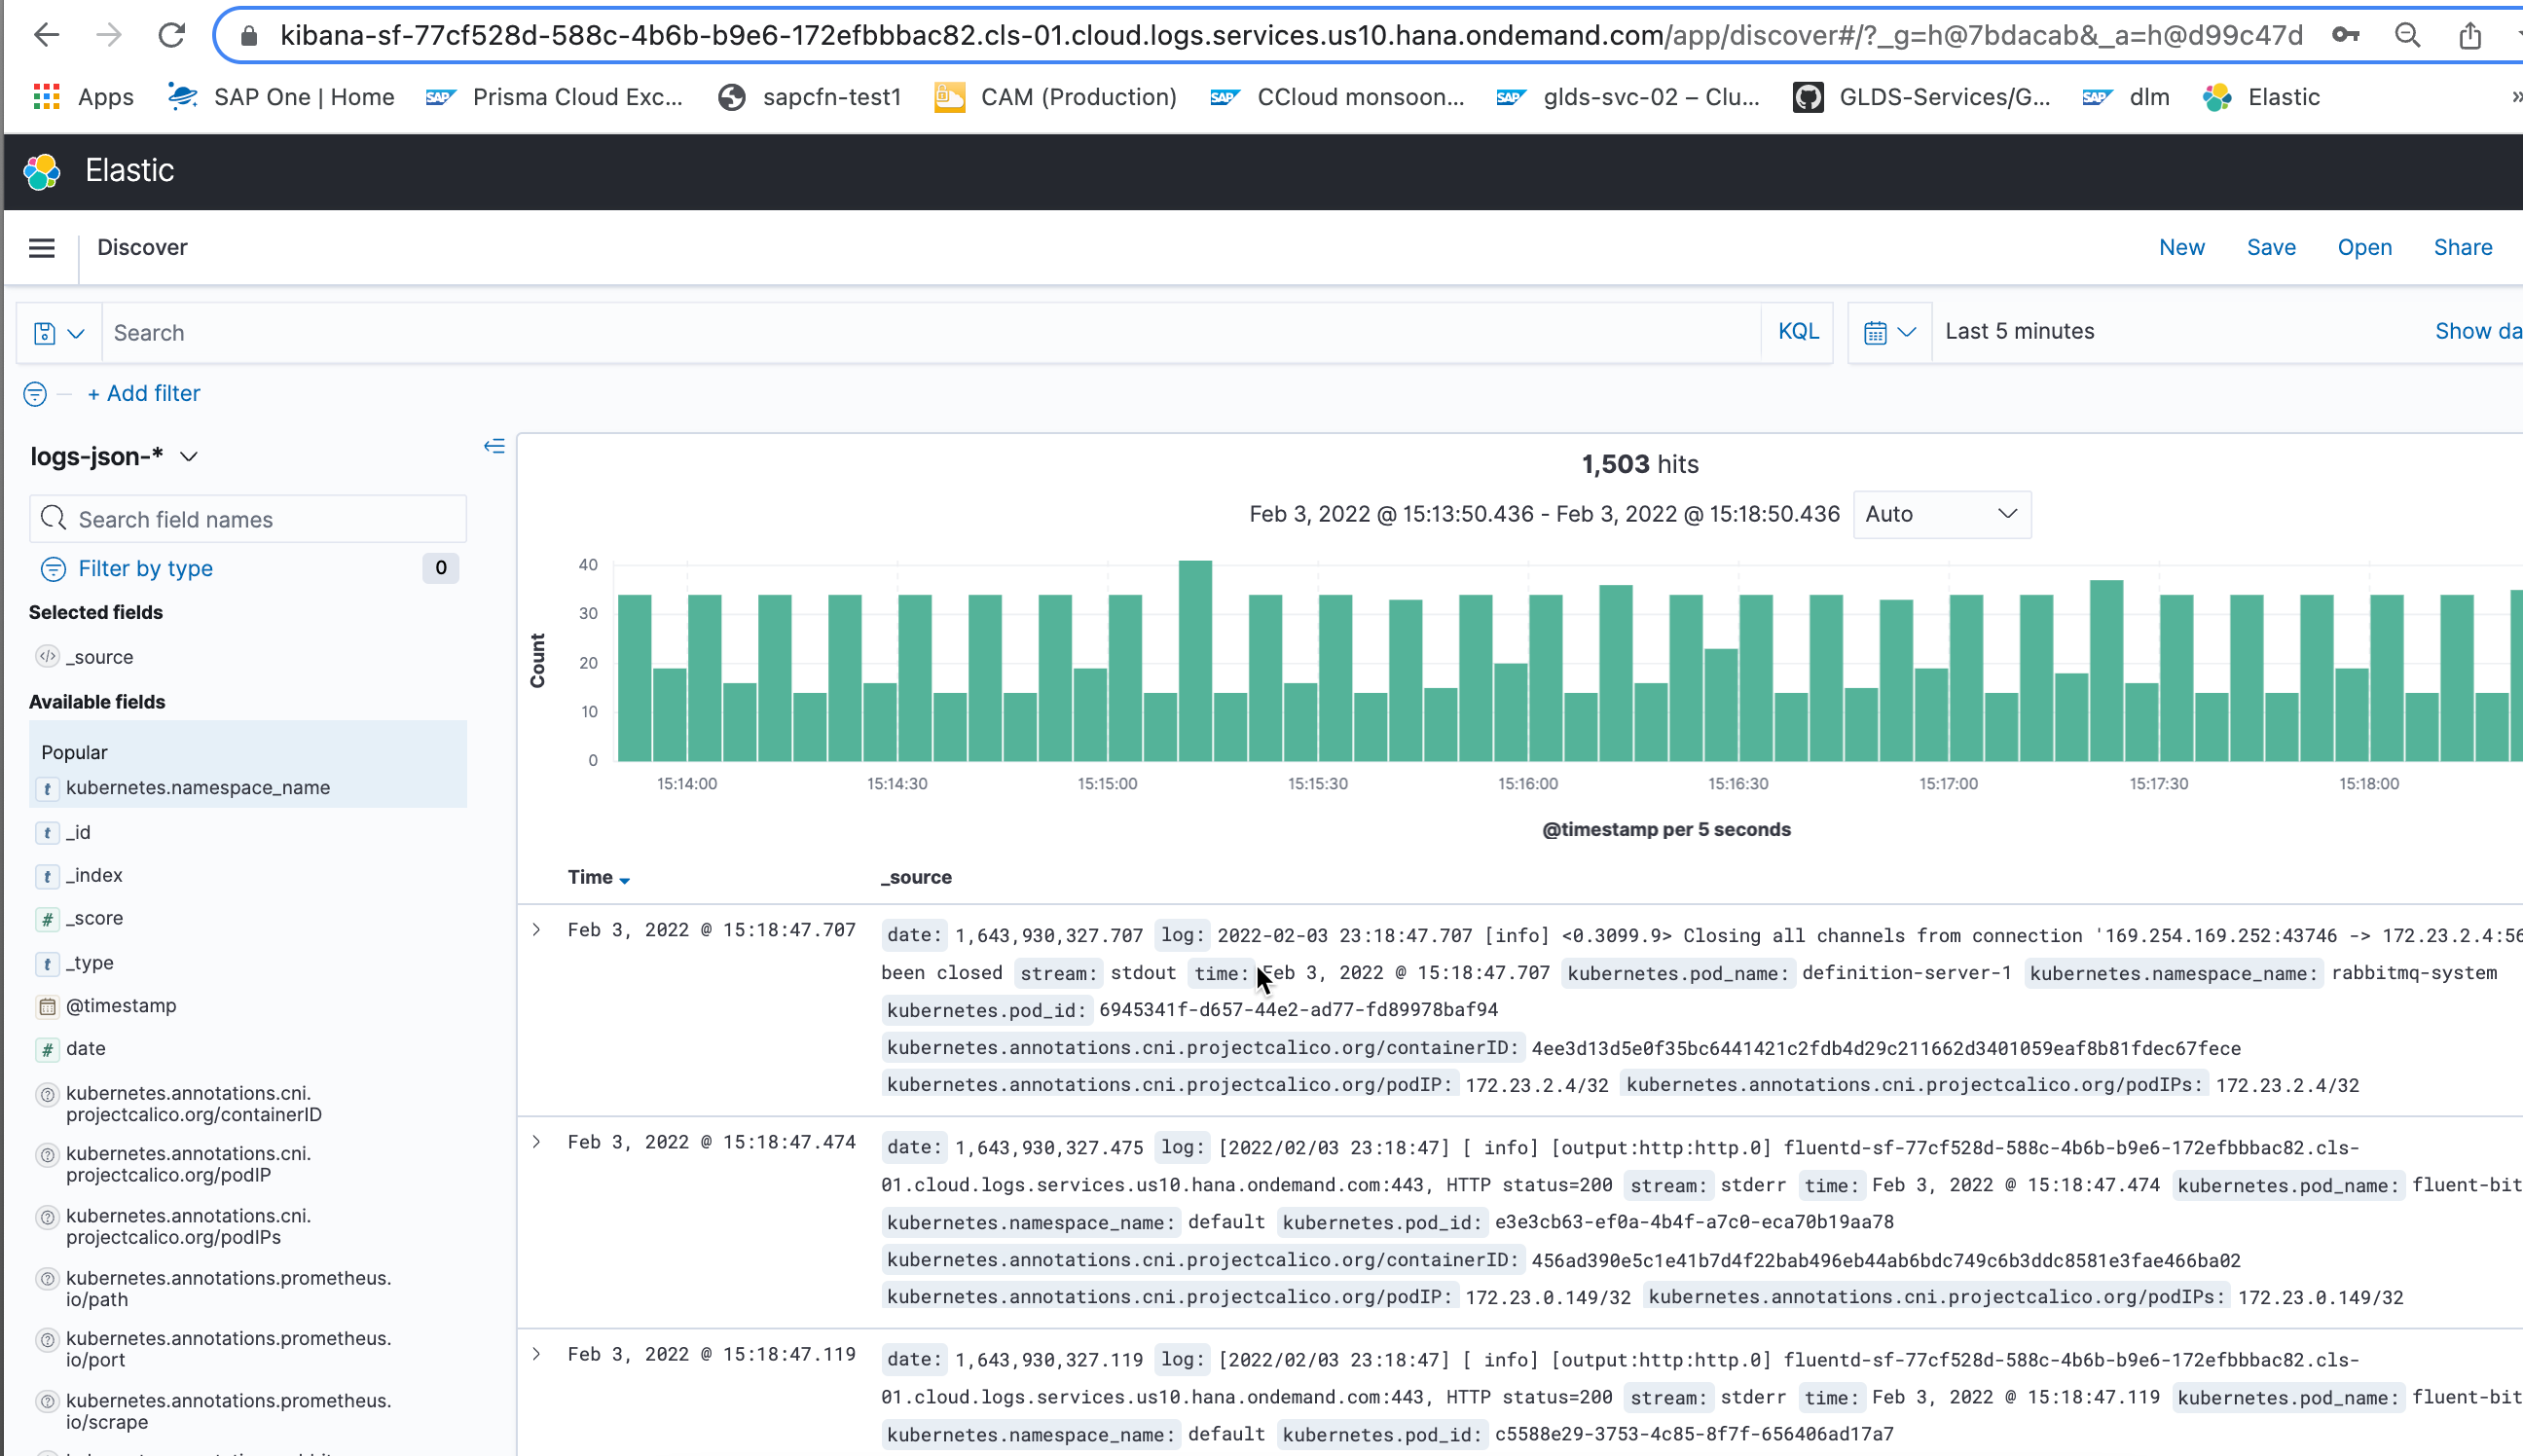 kibana-sf-77cf528d-588c-4b6b-b9e6-172efbbbac82.cls-01.cloud.logs.services.us10.hana.ondemand.com/app/discover#/?_g=h@7bdacab&_a=h@d99c47d
Apps SAP One | Home SAP Prisma Cloud Exc... sapcfn-test1 CAM (Production) SAP CCloud monsoon... SAP glds-svc-02 – Clu... GLDS-Services/G... SAP dlm Elastic »
Elastic
Discover New Save Open Share
Search KQL Last 5 minutes Show da
+ Add filter
logs-json-*
Search field names
Filter by type 0
Selected fields
_source
Available fields
Popular
t kubernetes.namespace_name
t _id
t _index
# _score
t _type
@timestamp
# date
kubernetes.annotations.cni.
projectcalico.org/containerID
kubernetes.annotations.cni.
projectcalico.org/podIP
kubernetes.annotations.cni.
projectcalico.org/podIPs
kubernetes.annotations.prometheus.
io/path
kubernetes.annotations.prometheus.
io/port
kubernetes.annotations.prometheus.
io/scrape
1,503 hits
Feb 3, 2022 @ 15:13:50.436 - Feb 3, 2022 @ 15:18:50.436 Auto
Count
40
30
20
10
0
15:14:00 15:14:30 15:15:00 15:15:30 15:16:00 15:16:30 15:17:00 15:17:30 15:18:00
@timestamp per 5 seconds
Time _source
Feb 3, 2022 @ 15:18:47.707 date: 1,643,930,327.707 log: 2022-02-03 23:18:47.707 [info] <0.3099.9> Closing all channels from connection '169.254.169.252:43746 -> 172.23.2.4:56
been closed stream: stdout time: Feb 3, 2022 @ 15:18:47.707 kubernetes.pod_name: definition-server-1 kubernetes.namespace_name: rabbitmq-system
kubernetes.pod_id: 6945341f-d657-44e2-ad77-fd89978baf94
kubernetes.annotations.cni.projectcalico.org/containerID: 4ee3d13d5e0f35bc6441421c2fdb4d29c211662d3401059eaf8b81fdec67fece
kubernetes.annotations.cni.projectcalico.org/podIP: 172.23.2.4/32 kubernetes.annotations.cni.projectcalico.org/podIPs: 172.23.2.4/32
Feb 3, 2022 @ 15:18:47.474 date: 1,643,930,327.475 log: [2022/02/03 23:18:47] [ info] [output:http:http.0] fluentd-sf-77cf528d-588c-4b6b-b9e6-172efbbbac82.cls-
01.cloud.logs.services.us10.hana.ondemand.com:443, HTTP status=200 stream: stderr time: Feb 3, 2022 @ 15:18:47.474 kubernetes.pod_name: fluent-bit
kubernetes.namespace_name: default kubernetes.pod_id: e3e3cb63-ef0a-4b4f-a7c0-eca70b19aa78
kubernetes.annotations.cni.projectcalico.org/containerID: 456ad390e5c1e41b7d4f22bab496eb44ab6bdc749c6b3ddc8581e3fae466ba02
kubernetes.annotations.cni.projectcalico.org/podIP: 172.23.0.149/32 kubernetes.annotations.cni.projectcalico.org/podIPs: 172.23.0.149/32
Feb 3, 2022 @ 15:18:47.119 date: 1,643,930,327.119 log: [2022/02/03 23:18:47] [ info] [output:http:http.0] fluentd-sf-77cf528d-588c-4b6b-b9e6-172efbbbac82.cls-
01.cloud.logs.services.us10.hana.ondemand.com:443, HTTP status=200 stream: stderr time: Feb 3, 2022 @ 15:18:47.119 kubernetes.pod_name: fluent-bit
kubernetes.namespace_name: default kubernetes.pod_id: c5588e29-3753-4c85-8f7f-656406ad17a7